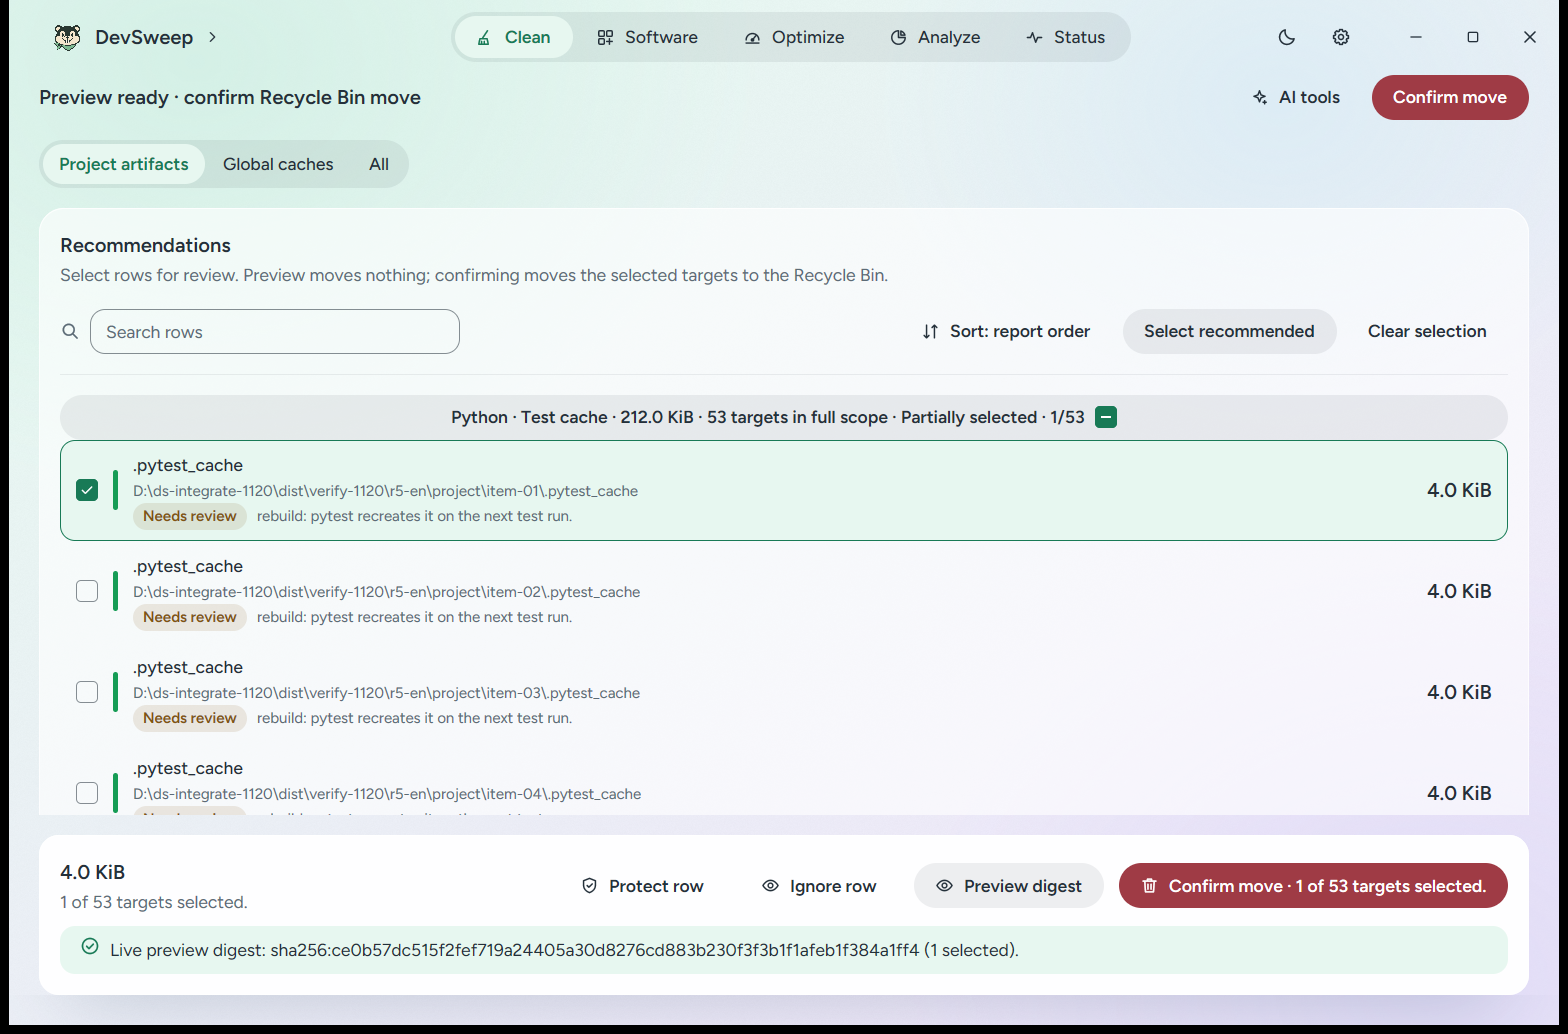 DevSweep
Clean
Software
Optimize
Analyze
Status
Preview ready · confirm Recycle Bin move
AI tools
Confirm move
Project artifacts
Global caches
All
Recommendations
Select rows for review. Preview moves nothing; confirming moves the selected targets to the Recycle Bin.
Search rows
Sort: report order
Select recommended
Clear selection
Python · Test cache · 212.0 KiB · 53 targets in full scope · Partially selected · 1/53
.pytest_cache
D:\ds-integrate-1120\dist\verify-1120\r5-en\project\item-01\.pytest_cache
Needs review rebuild: pytest recreates it on the next test run.
4.0 KiB
.pytest_cache
D:\ds-integrate-1120\dist\verify-1120\r5-en\project\item-02\.pytest_cache
Needs review rebuild: pytest recreates it on the next test run.
4.0 KiB
.pytest_cache
D:\ds-integrate-1120\dist\verify-1120\r5-en\project\item-03\.pytest_cache
Needs review rebuild: pytest recreates it on the next test run.
4.0 KiB
.pytest_cache
D:\ds-integrate-1120\dist\verify-1120\r5-en\project\item-04\.pytest_cache
4.0 KiB
4.0 KiB
1 of 53 targets selected.
Protect row
Ignore row
Preview digest
Confirm move · 1 of 53 targets selected.
Live preview digest: sha256:ce0b57dc515f2fef719a24405a30d8276cd883b230f3f3b1f1afeb1f384a1ff4 (1 selected).